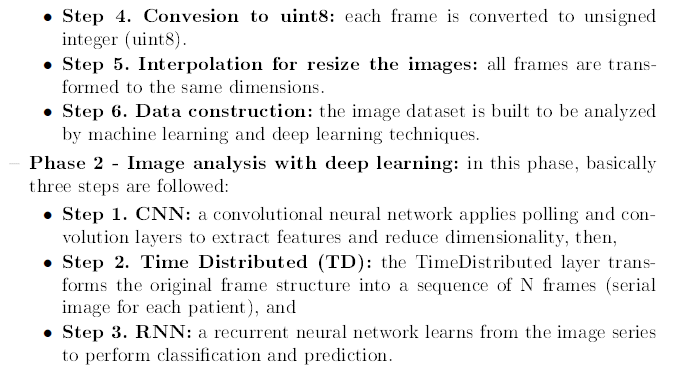 • Step 4. Convesion to uint8: each frame is converted to unsigned
integer (uint8).
• Step 5. Interpolation for resize the images: all frames are trans-
formed to the same dimensions.
• Step 6. Data construction: the image dataset is built to be analyzed
by machine learning and deep learning techniques.
– Phase 2 - Image analysis with deep learning: in this phase, basically
three steps are followed:
• Step 1. CNN: a convolutional neural network applies polling and con-
volution layers to extract features and reduce dimensionality, then,
• Step 2. Time Distributed (TD): the TimeDistributed layer trans-
forms the original frame structure into a sequence of N frames (serial
image for each patient), and
• Step 3. RNN: a recurrent neural network learns from the image series
to perform classification and prediction.